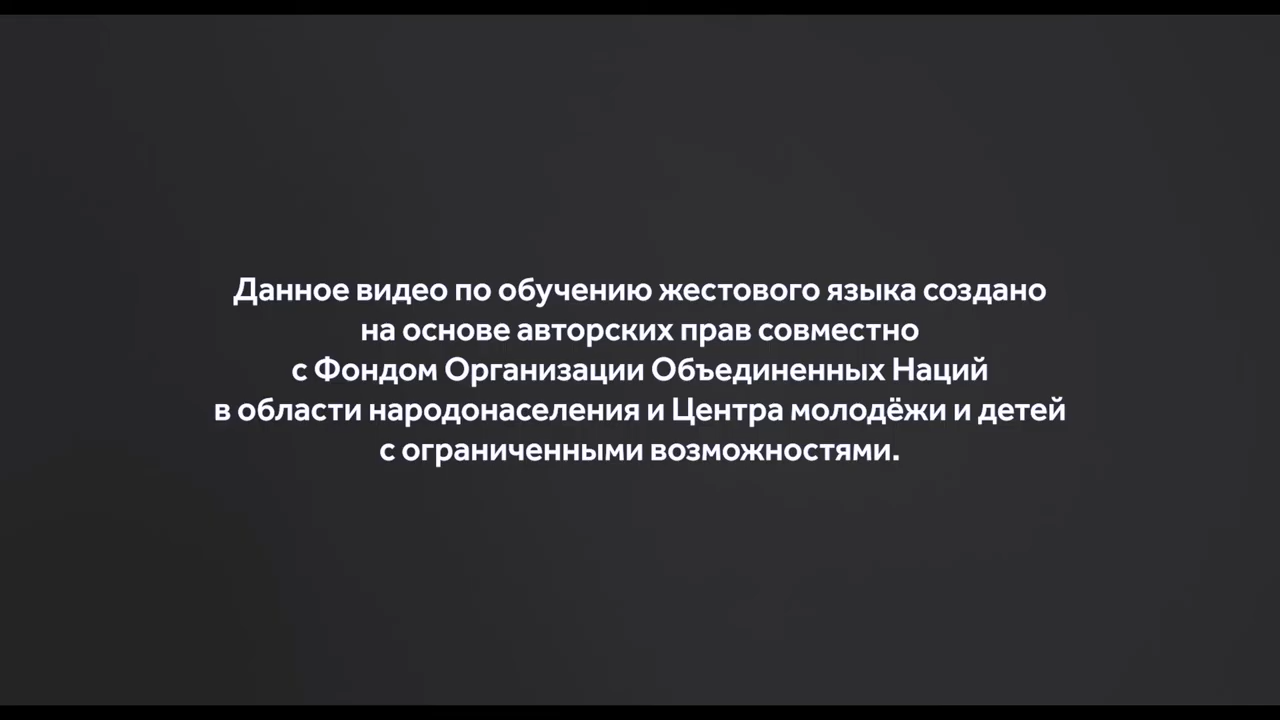 Данное видео по обучению жестового языка создано
на основе авторских прав совместно
с Фондом Организации Объединенных Наций
в области народонаселения и Центра молодёжи и детей
с ограниченными возможностями.